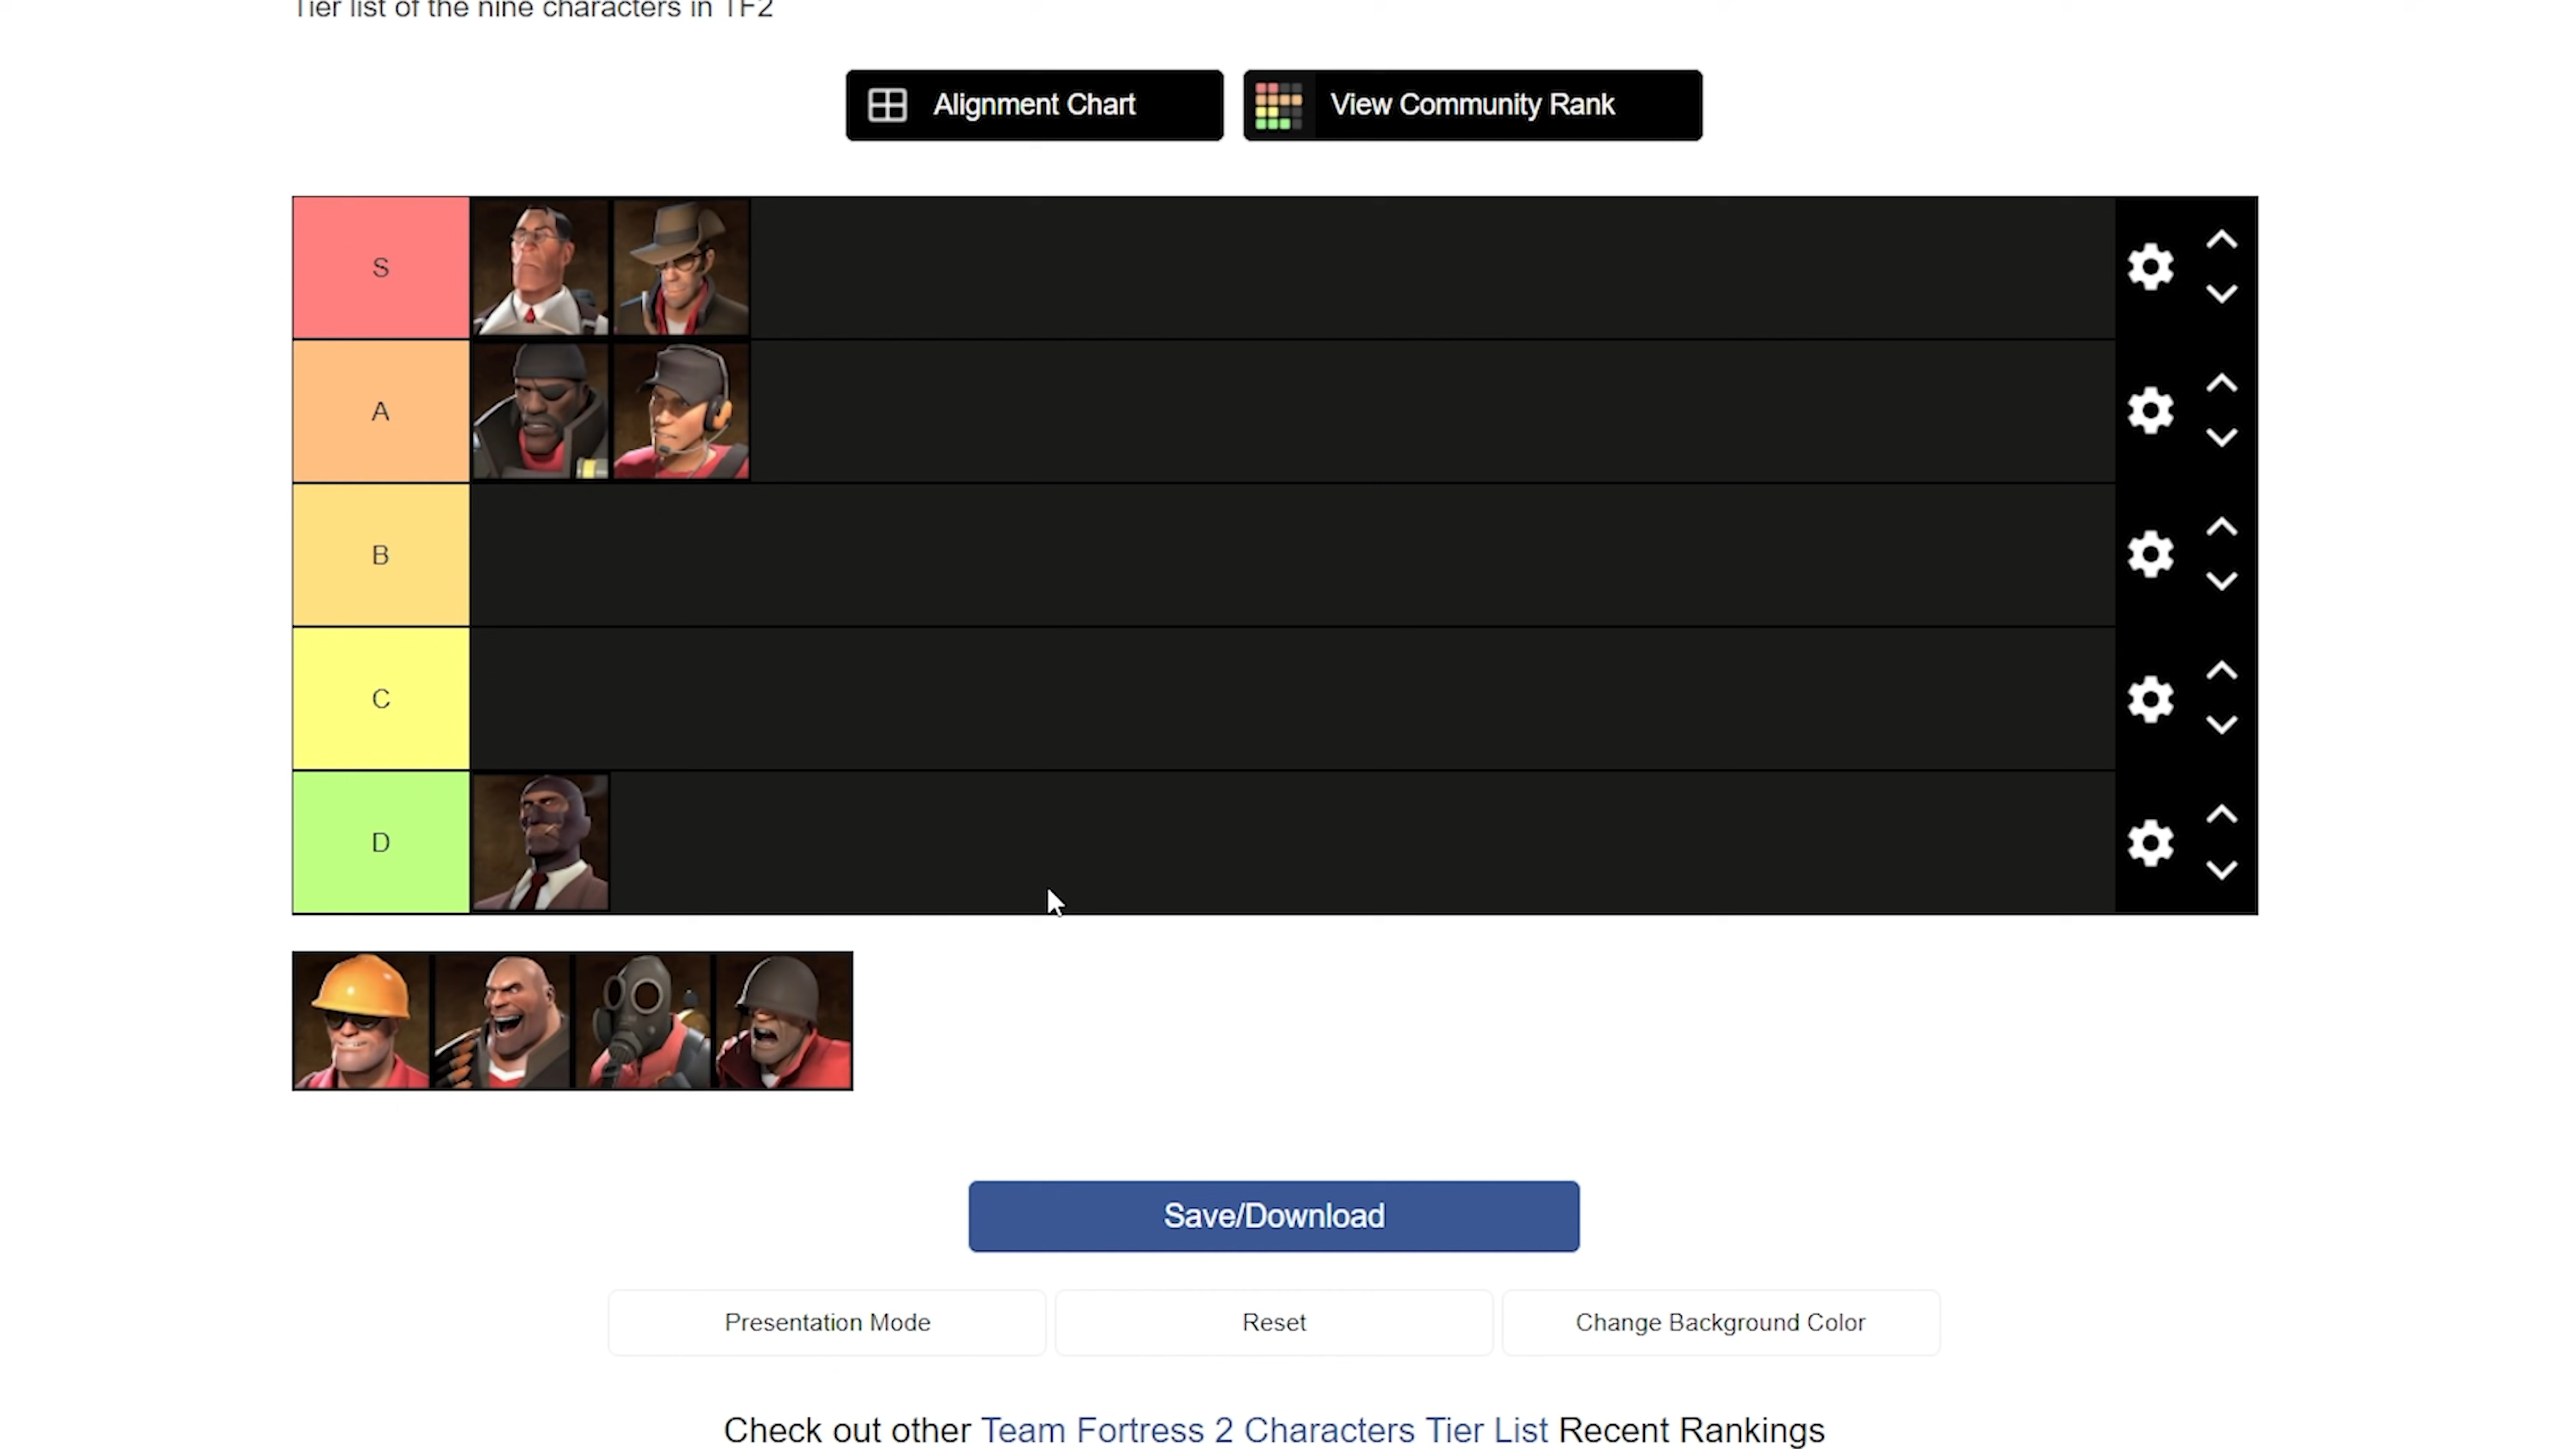 Tier list of the nine characters in TF2
Alignment Chart
View Community Rank
S
A
B
C
D
Save/Download
Presentation Mode
Reset
Change Background Color
Check out other Team Fortress 2 Characters Tier List Recent Rankings